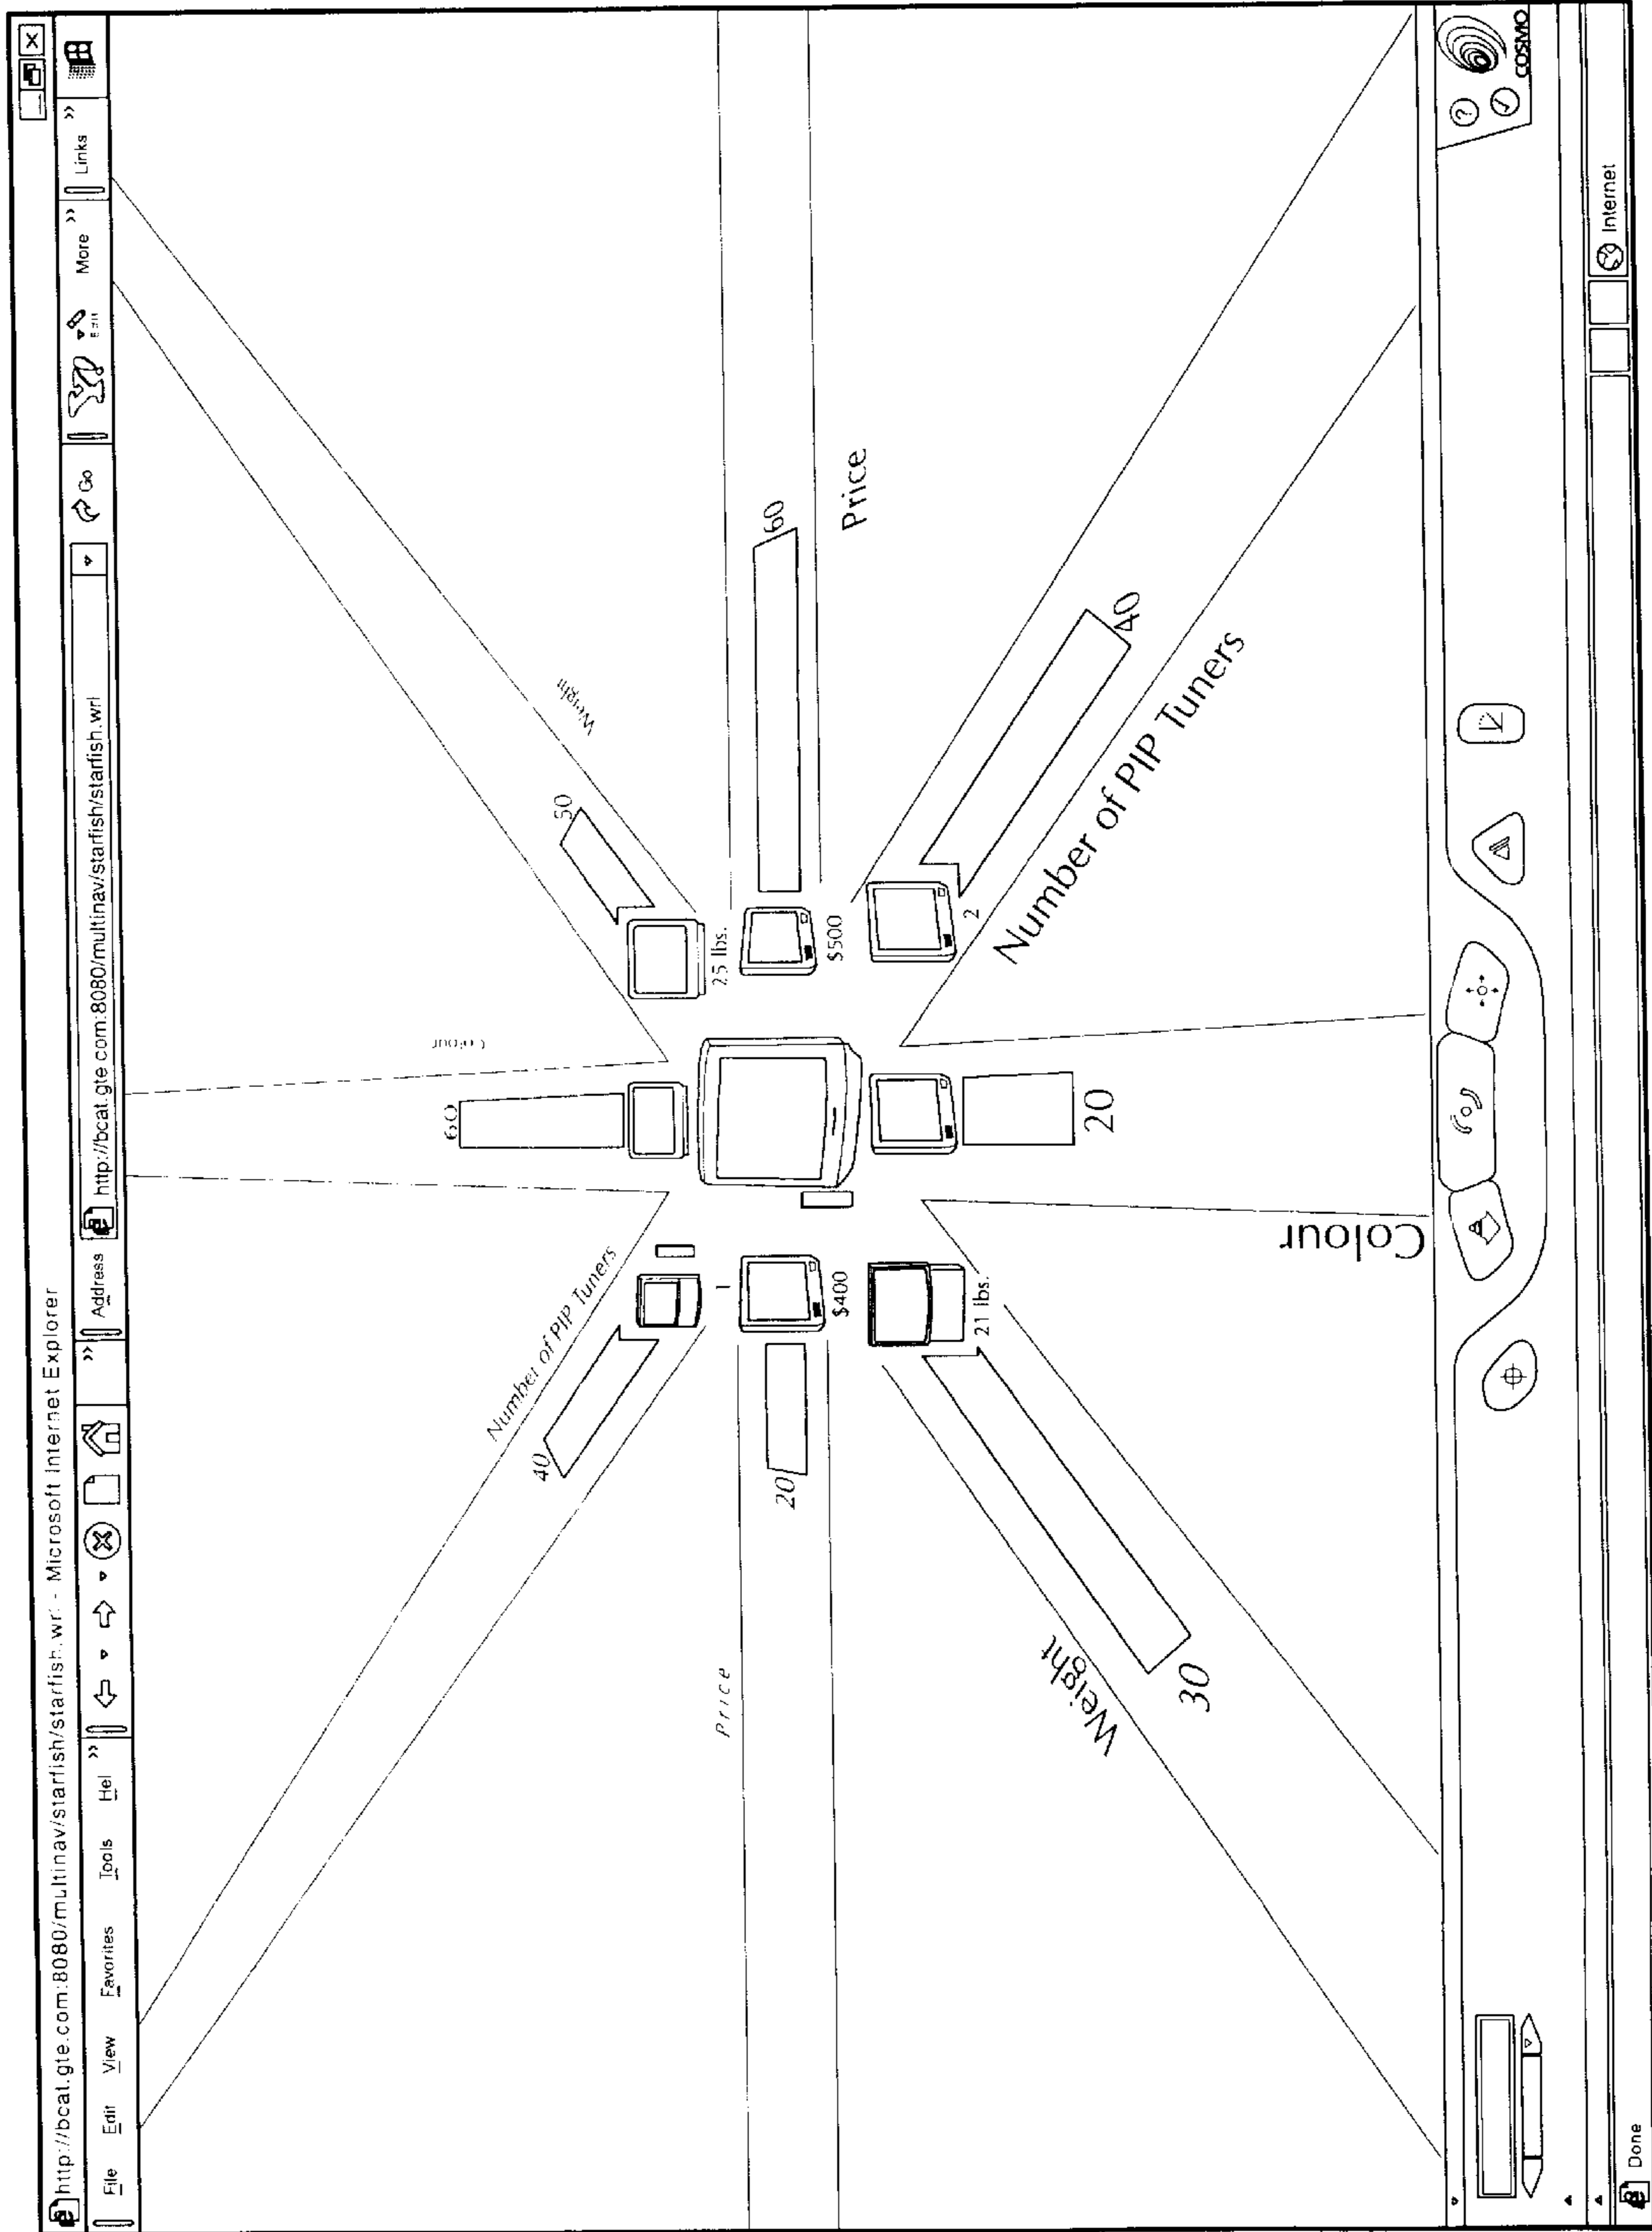 http://bcat.gte.com:8080/multinav/starfish/starfish.wrl - Microsoft Internet Explorer
File Edit View Favorites Tools Hel » Address http://bcat.gte.com:8080/multinav/starfish/starfish.wrl Go Edit More » Links »
Number of PIP Tuners
40
1
60
Colour
50
Weight
25 lbs.
Price
20
$400
$500
60
Price
Weight
30
21 lbs.
Colour
20
2
40
Number of PIP Tuners
COSMO
Done
Internet